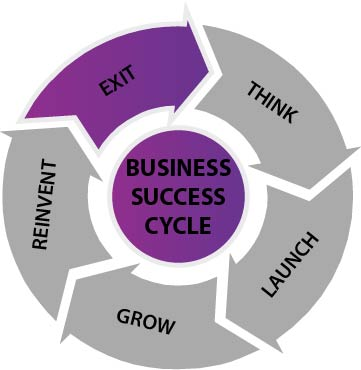 BUSINESS
SUCCESS
CYCLE
EXIT
THINK
LAUNCH
GROW
REINVENT